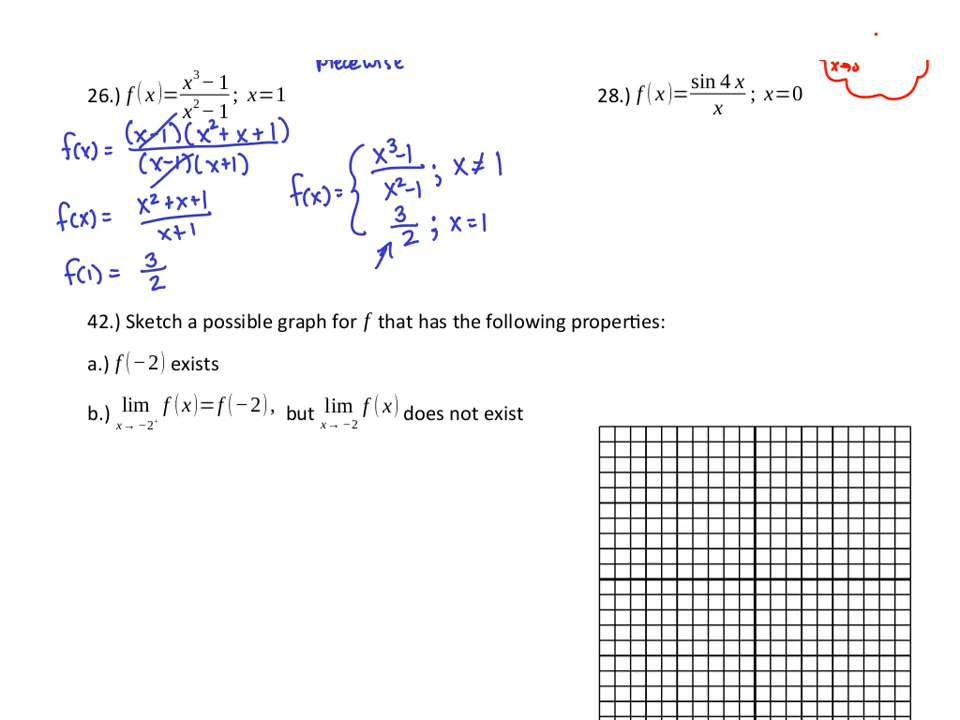 piecewise
x→0
26.) f(x)=(x³−1)/(x²−1); x=1
28.) f(x)=(sin 4x)/x; x=0
f(x) = (x-1)(x²+x+1)/(x-1)(x+1)
f(x) = (x²+x+1)/(x+1)
f(x) = { (x³-1)/(x²-1); x≠1
3/2; x=1
f(1) = 3/2
42.) Sketch a possible graph for f that has the following properties:
a.) f(−2) exists
b.) lim x→−2⁺ f(x)=f(−2), but lim x→−2 f(x) does not exist